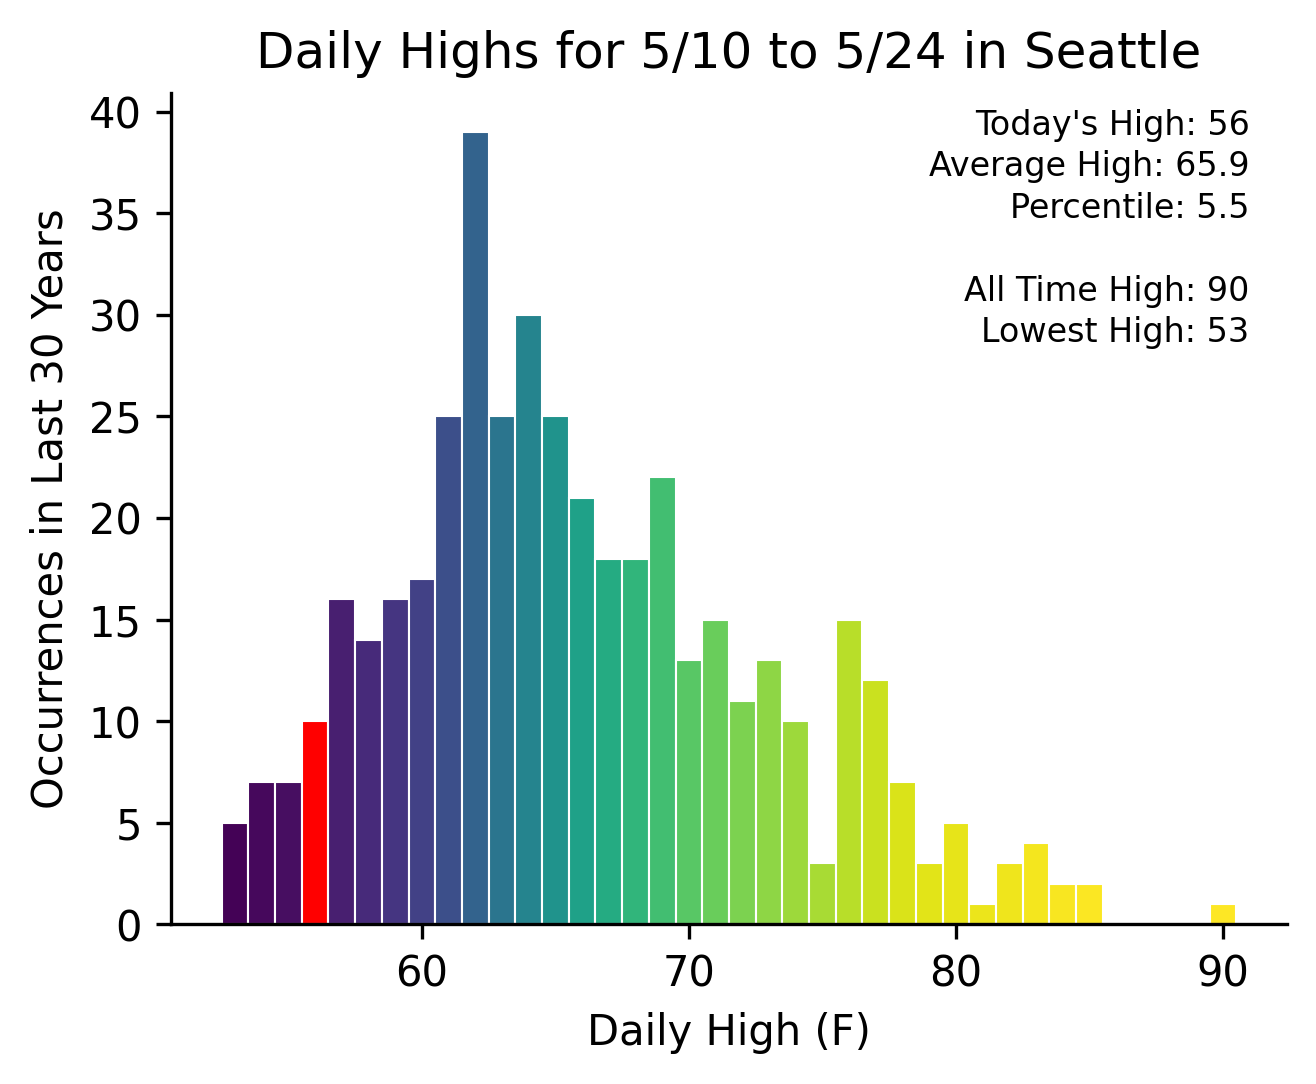 Daily Highs for 5/10 to 5/24 in Seattle
Today's High: 56
Average High: 65.9
Percentile: 5.5
All Time High: 90
Lowest High: 53
Occurrences in Last 30 Years
40
35
30
25
20
15
10
5
0
60
70
80
90
Daily High (F)